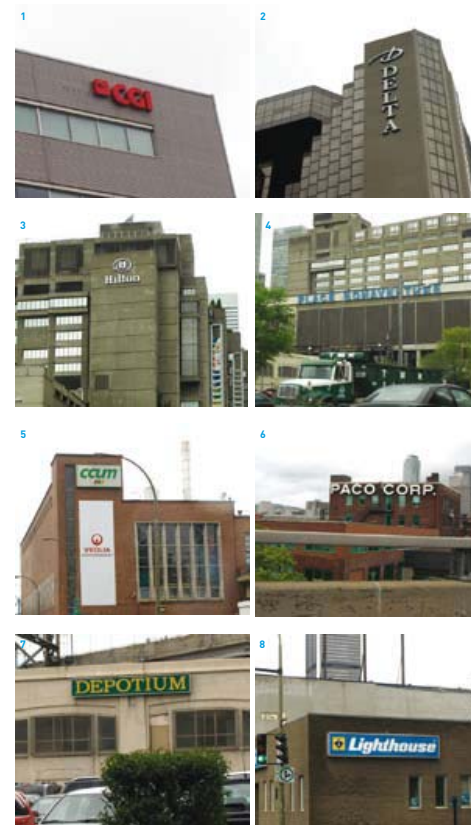 1
2
CGI
DELTA
3
4
Hilton
PLACE BONAVENTURE
5
6
ccum
VEOLIA
PACO CORP.
7
8
DEPOTIUM
Lighthouse